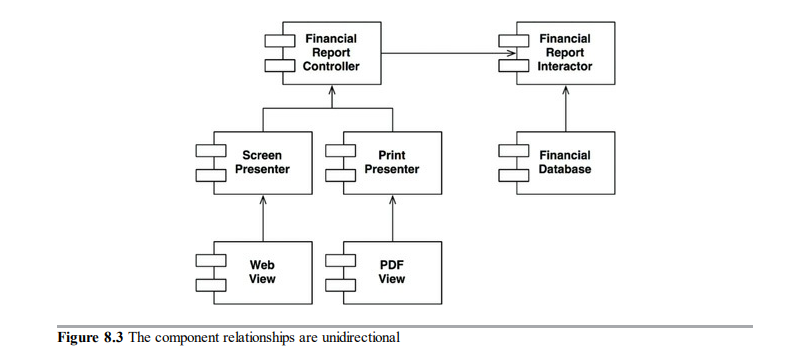 Financial
Report
Controller
Financial
Report
Interactor
Screen
Presenter
Print
Presenter
Financial
Database
Web
View
PDF
View
Figure 8.3 The component relationships are unidirectional